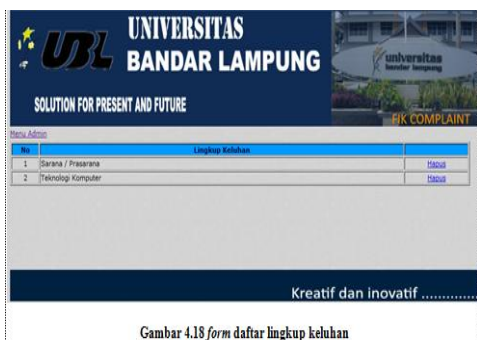 UBL
UNIVERSITAS
BANDAR LAMPUNG
universitas
bandar lampung
SOLUTION FOR PRESENT AND FUTURE
FIK COMPLAINT
Menu Admin
No Lingkup Keluhan
1 Sarana / Prasarana Hapus
2 Teknologi Komputer Hapus
Kreatif dan inovatif ..............
Gambar 4.18 form daftar lingkup keluhan